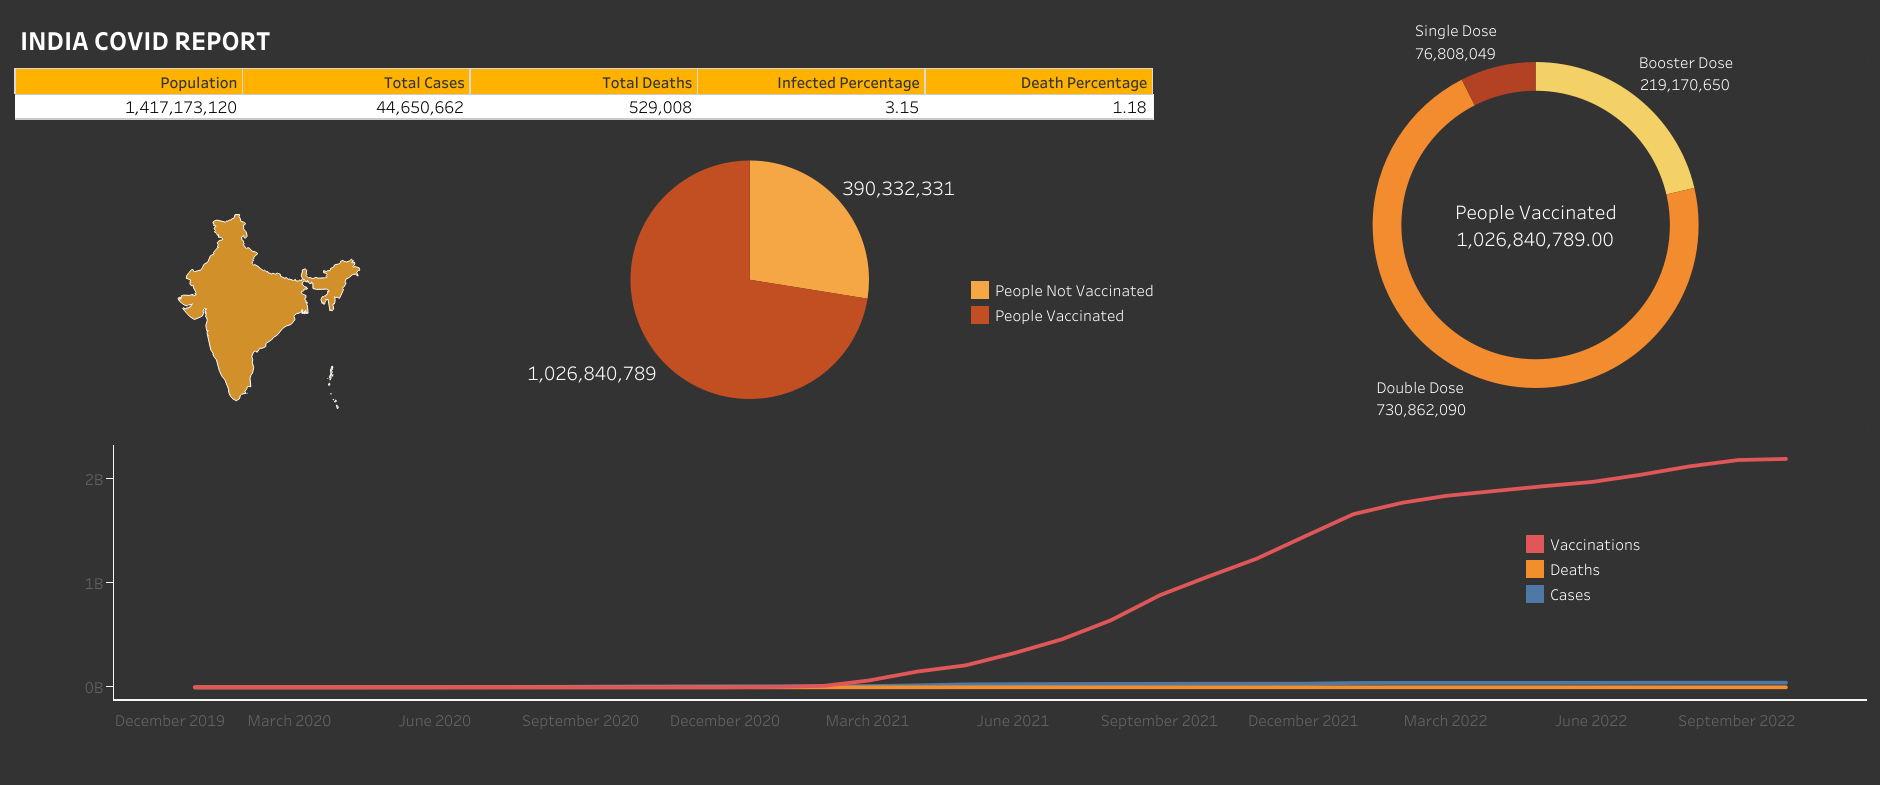 INDIA COVID REPORT
Population Total Cases Total Deaths Infected Percentage Death Percentage
1,417,173,120 44,650,662 529,008 3.15 1.18
390,332,331
1,026,840,789
People Not Vaccinated
People Vaccinated
Single Dose
76,808,049
Booster Dose
219,170,650
People Vaccinated
1,026,840,789.00
Double Dose
730,862,090
2B
1B
0B
Vaccinations
Deaths
Cases
December 2019 March 2020 June 2020 September 2020 December 2020 March 2021 June 2021 September 2021 December 2021 March 2022 June 2022 September 2022